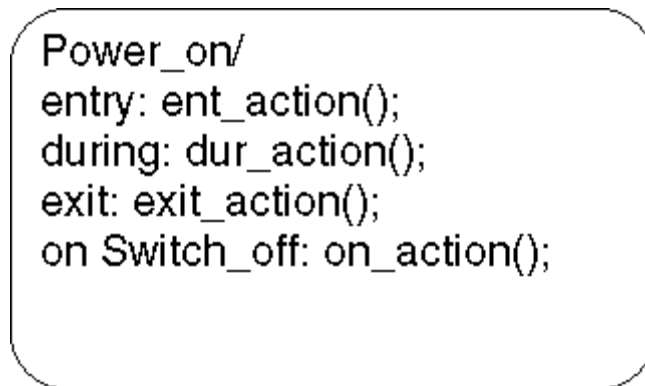 Power_on/
entry: ent_action();
during: dur_action();
exit: exit_action();
on Switch_off: on_action();